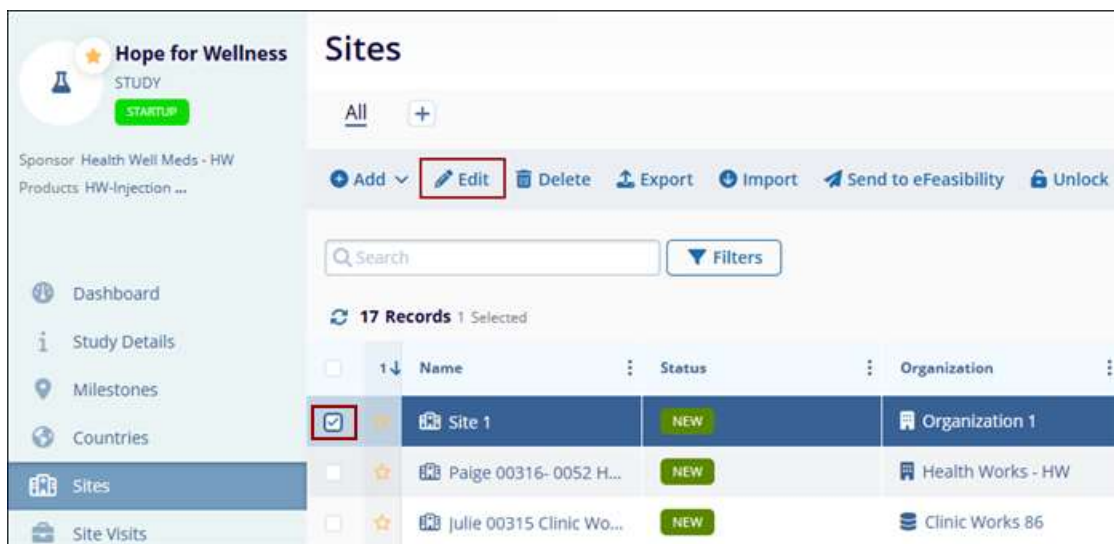 Hope for Wellness
STUDY
STARTUP
Sponsor Health Well Meds - HW
Products HW-Injection ...
Dashboard
Study Details
Milestones
Countries
Sites
Site Visits
Sites
All +
Add Edit Delete Export Import Send to eFeasibility Unlock
Search Filters
17 Records 1 Selected
1↓ Name Status Organization
Site 1 NEW Organization 1
Paige 00316- 0052 H... NEW Health Works - HW
Julie 00315 Clinic Wo... NEW Clinic Works 86